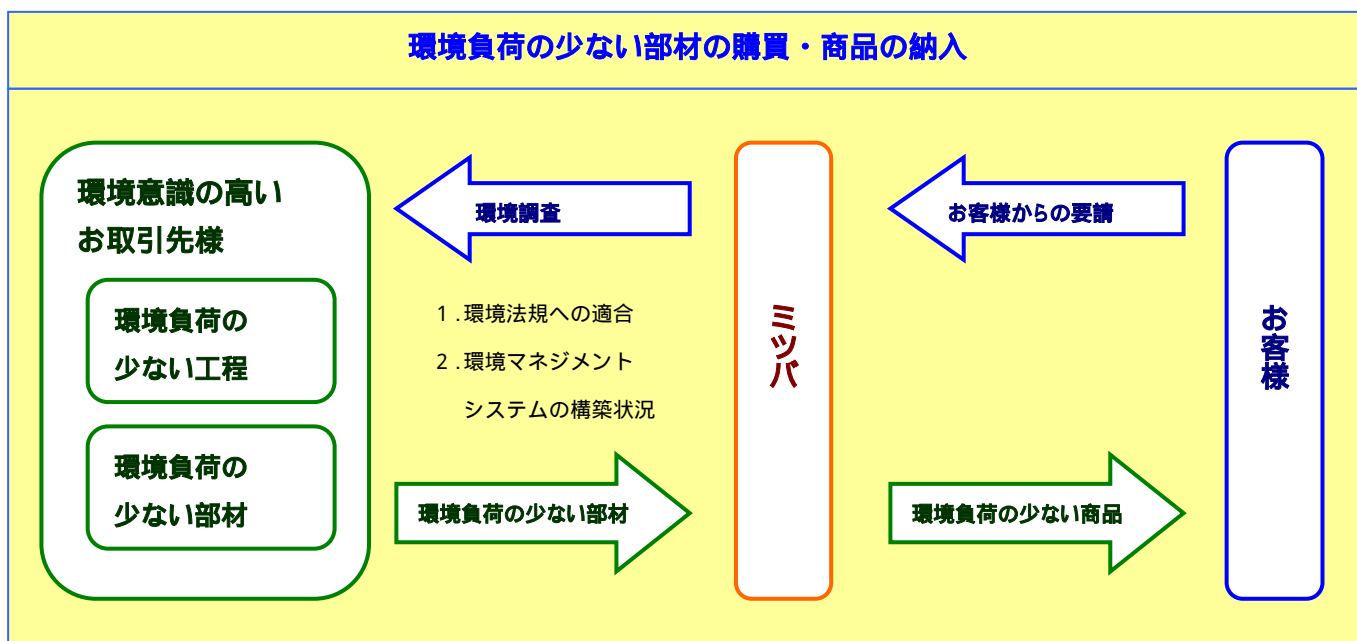 環境負荷の少ない部材の購買・商品の納入
環境意識の高い
お取引先様
環境負荷の
少ない工程
環境負荷の
少ない部材
環境調査
1.環境法規への適合
2.環境マネジメント
システムの構築状況
環境負荷の少ない部材
ミツバ
お客様からの要請
環境負荷の少ない商品
お客様